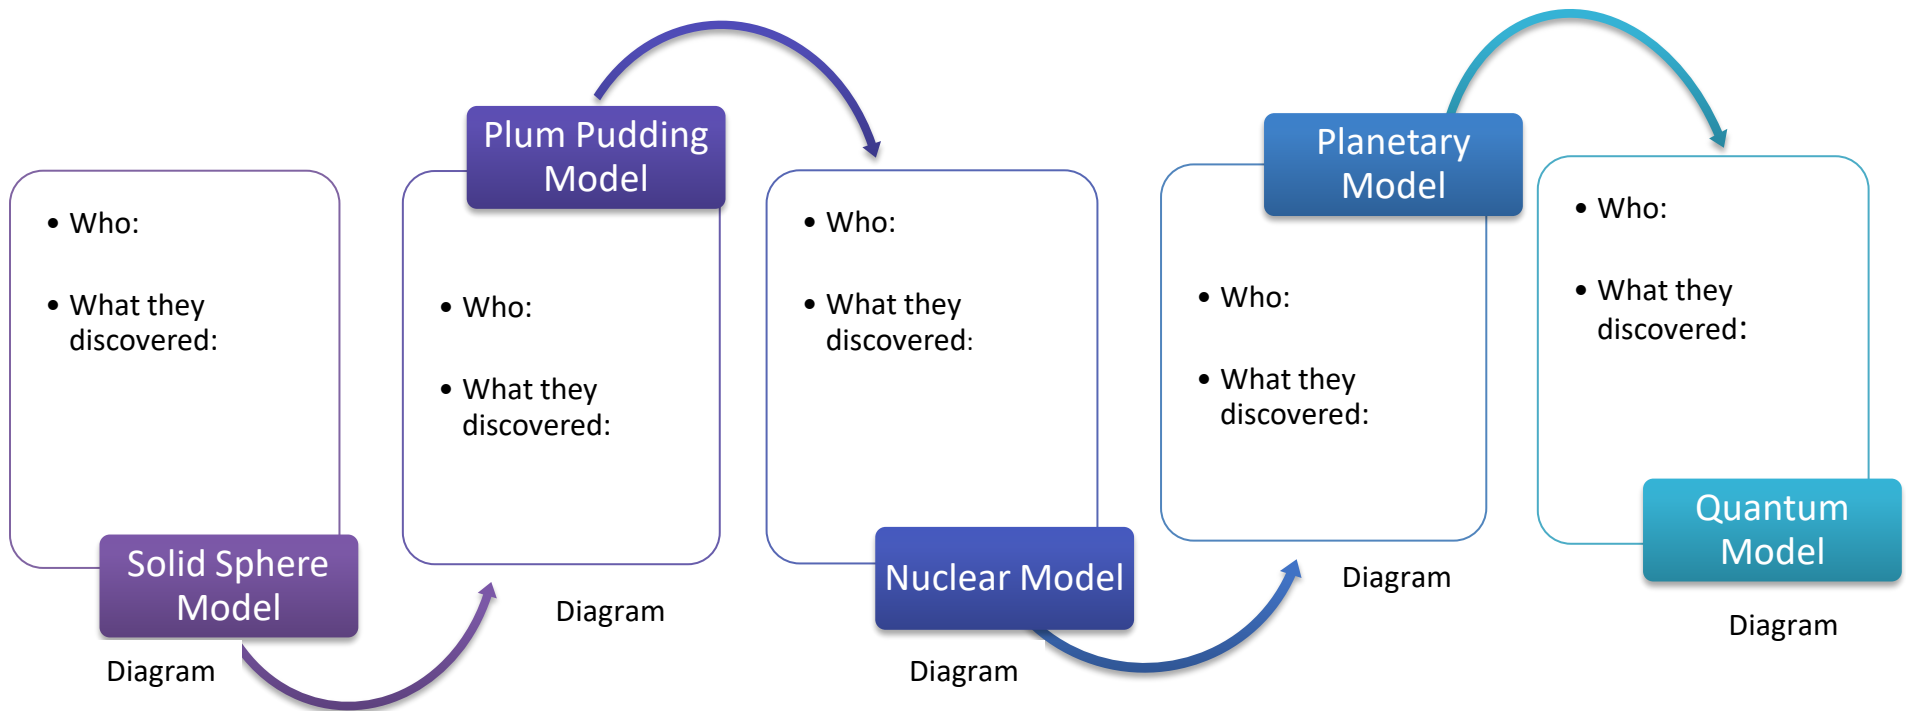 • Who:
• What they
discovered:
Solid Sphere
Model
Diagram
Plum Pudding
Model
• Who:
• What they
discovered:
Diagram
• Who:
• What they
discovered:
Nuclear Model
Diagram
Planetary
Model
• Who:
• What they
discovered:
Diagram
• Who:
• What they
discovered:
Quantum
Model
Diagram